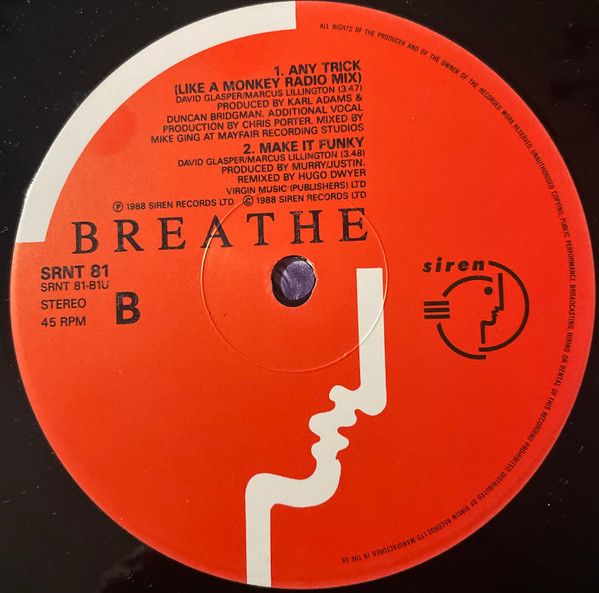 1. ANY TRICK
(LIKE A MONKEY RADIO MIX)
DAVID GLASPER/MARCUS LILLINGTON (3.47)
PRODUCED BY KARL ADAMS &
DUNCAN BRIDGMAN. ADDITIONAL VOCAL
PRODUCTION BY CHRIS PORTER. MIXED BY
MIKE GING AT MAYFAIR RECORDING STUDIOS
2. MAKE IT FUNKY
DAVID GLASPER/MARCUS LILLINGTON (3.48)
PRODUCED BY MURRY/JUSTIN.
REMIXED BY HUGO DWYER
VIRGIN MUSIC (PUBLISHERS) LTD
℗ 1988 SIREN RECORDS LTD © 1988 SIREN RECORDS LTD
BREATHE
SRNT 81
SRNT 81-B1U
STEREO
45 RPM
B
siren
ALL RIGHTS OF THE PRODUCER AND OF THE OWNER OF THE RECORDED WORK RESERVED. UNAUTHORISED COPYING, PUBLIC PERFORMANCE, BROADCASTING, HIRING OR RENTAL OF THIS RECORDING PROHIBITED. DISTRIBUTED BY VIRGIN RECORDS LTD MANUFACTURED IN THE UK